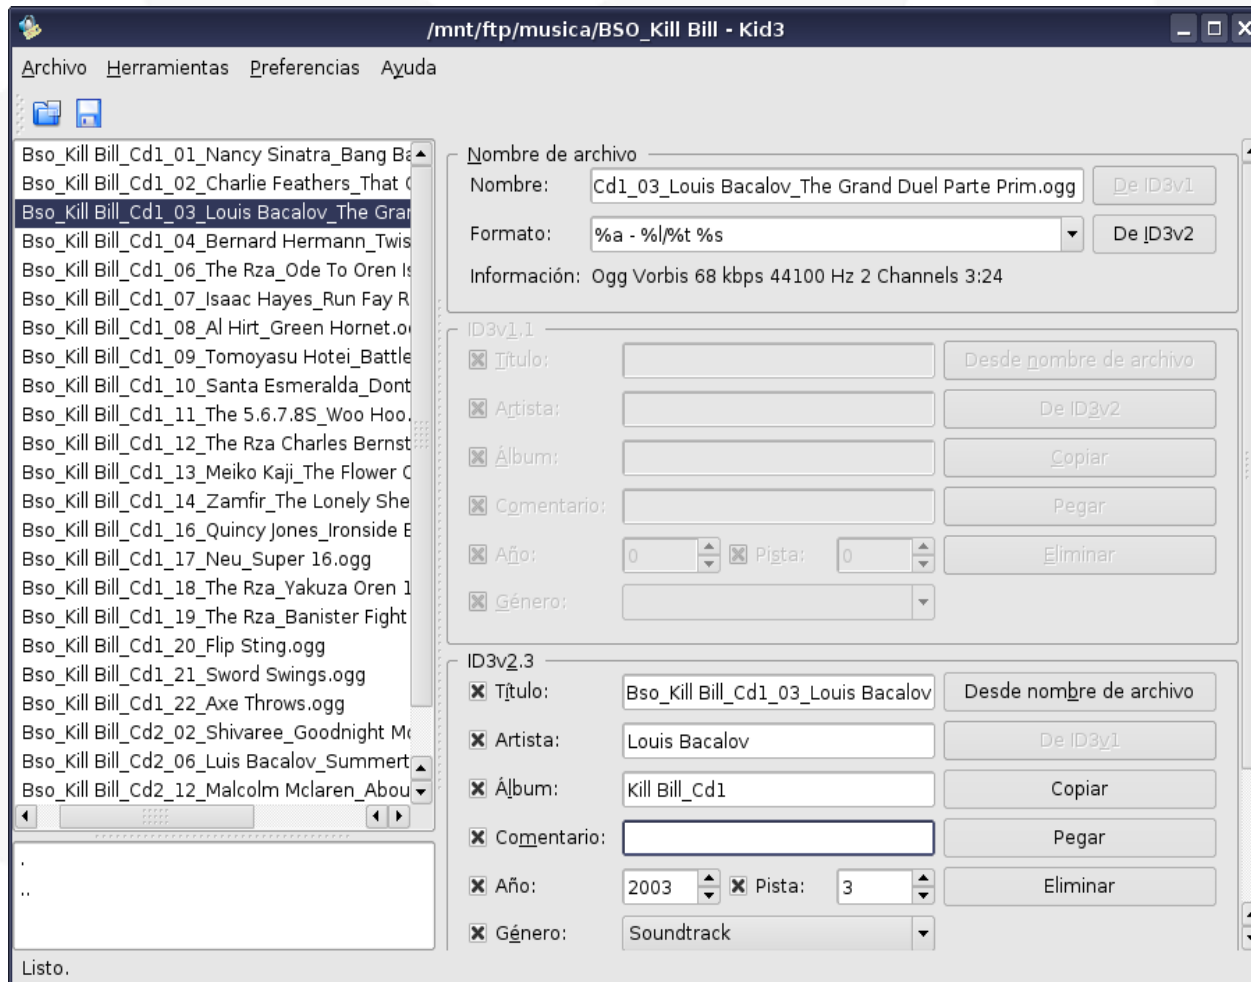 /mnt/ftp/musica/BSO_Kill Bill - Kid3
Archivo Herramientas Preferencias Ayuda
Bso_Kill Bill_Cd1_01_Nancy Sinatra_Bang Ba
Bso_Kill Bill_Cd1_02_Charlie Feathers_That
Bso_Kill Bill_Cd1_03_Louis Bacalov_The Gra
Bso_Kill Bill_Cd1_04_Bernard Hermann_Twis
Bso_Kill Bill_Cd1_06_The Rza_Ode To Oren Is
Bso_Kill Bill_Cd1_07_Isaac Hayes_Run Fay R
Bso_Kill Bill_Cd1_08_Al Hirt_Green Hornet.o
Bso_Kill Bill_Cd1_09_Tomoyasu Hotei_Battle
Bso_Kill Bill_Cd1_10_Santa Esmeralda_Dont
Bso_Kill Bill_Cd1_11_The 5.6.7.8S_Woo Hoo.
Bso_Kill Bill_Cd1_12_The Rza Charles Bernst
Bso_Kill Bill_Cd1_13_Meiko Kaji_The Flower
Bso_Kill Bill_Cd1_14_Zamfir_The Lonely She
Bso_Kill Bill_Cd1_16_Quincy Jones_Ironside
Bso_Kill Bill_Cd1_17_Neu_Super 16.ogg
Bso_Kill Bill_Cd1_18_The Rza_Yakuza Oren 1
Bso_Kill Bill_Cd1_19_The Rza_Banister Fight
Bso_Kill Bill_Cd1_20_Flip Sting.ogg
Bso_Kill Bill_Cd1_21_Sword Swings.ogg
Bso_Kill Bill_Cd1_22_Axe Throws.ogg
Bso_Kill Bill_Cd2_02_Shivaree_Goodnight Mo
Bso_Kill Bill_Cd2_06_Luis Bacalov_Summert
Bso_Kill Bill_Cd2_12_Malcolm Mclaren_Abou
.
..
Nombre de archivo
Nombre: Cd1_03_Louis Bacalov_The Grand Duel Parte Prim.ogg De ID3v1
Formato: %a - %l/%t %s De ID3v2
Información: Ogg Vorbis 68 kbps 44100 Hz 2 Channels 3:24
ID3v1.1
Título: Desde nombre de archivo
Artista: De ID3v2
Álbum: Copiar
Comentario: Pegar
Año: 0 Pista: 0 Eliminar
Género:
ID3v2.3
Título: Bso_Kill Bill_Cd1_03_Louis Bacalov Desde nombre de archivo
Artista: Louis Bacalov De ID3v1
Álbum: Kill Bill_Cd1 Copiar
Comentario: Pegar
Año: 2003 Pista: 3 Eliminar
Género: Soundtrack
Listo.